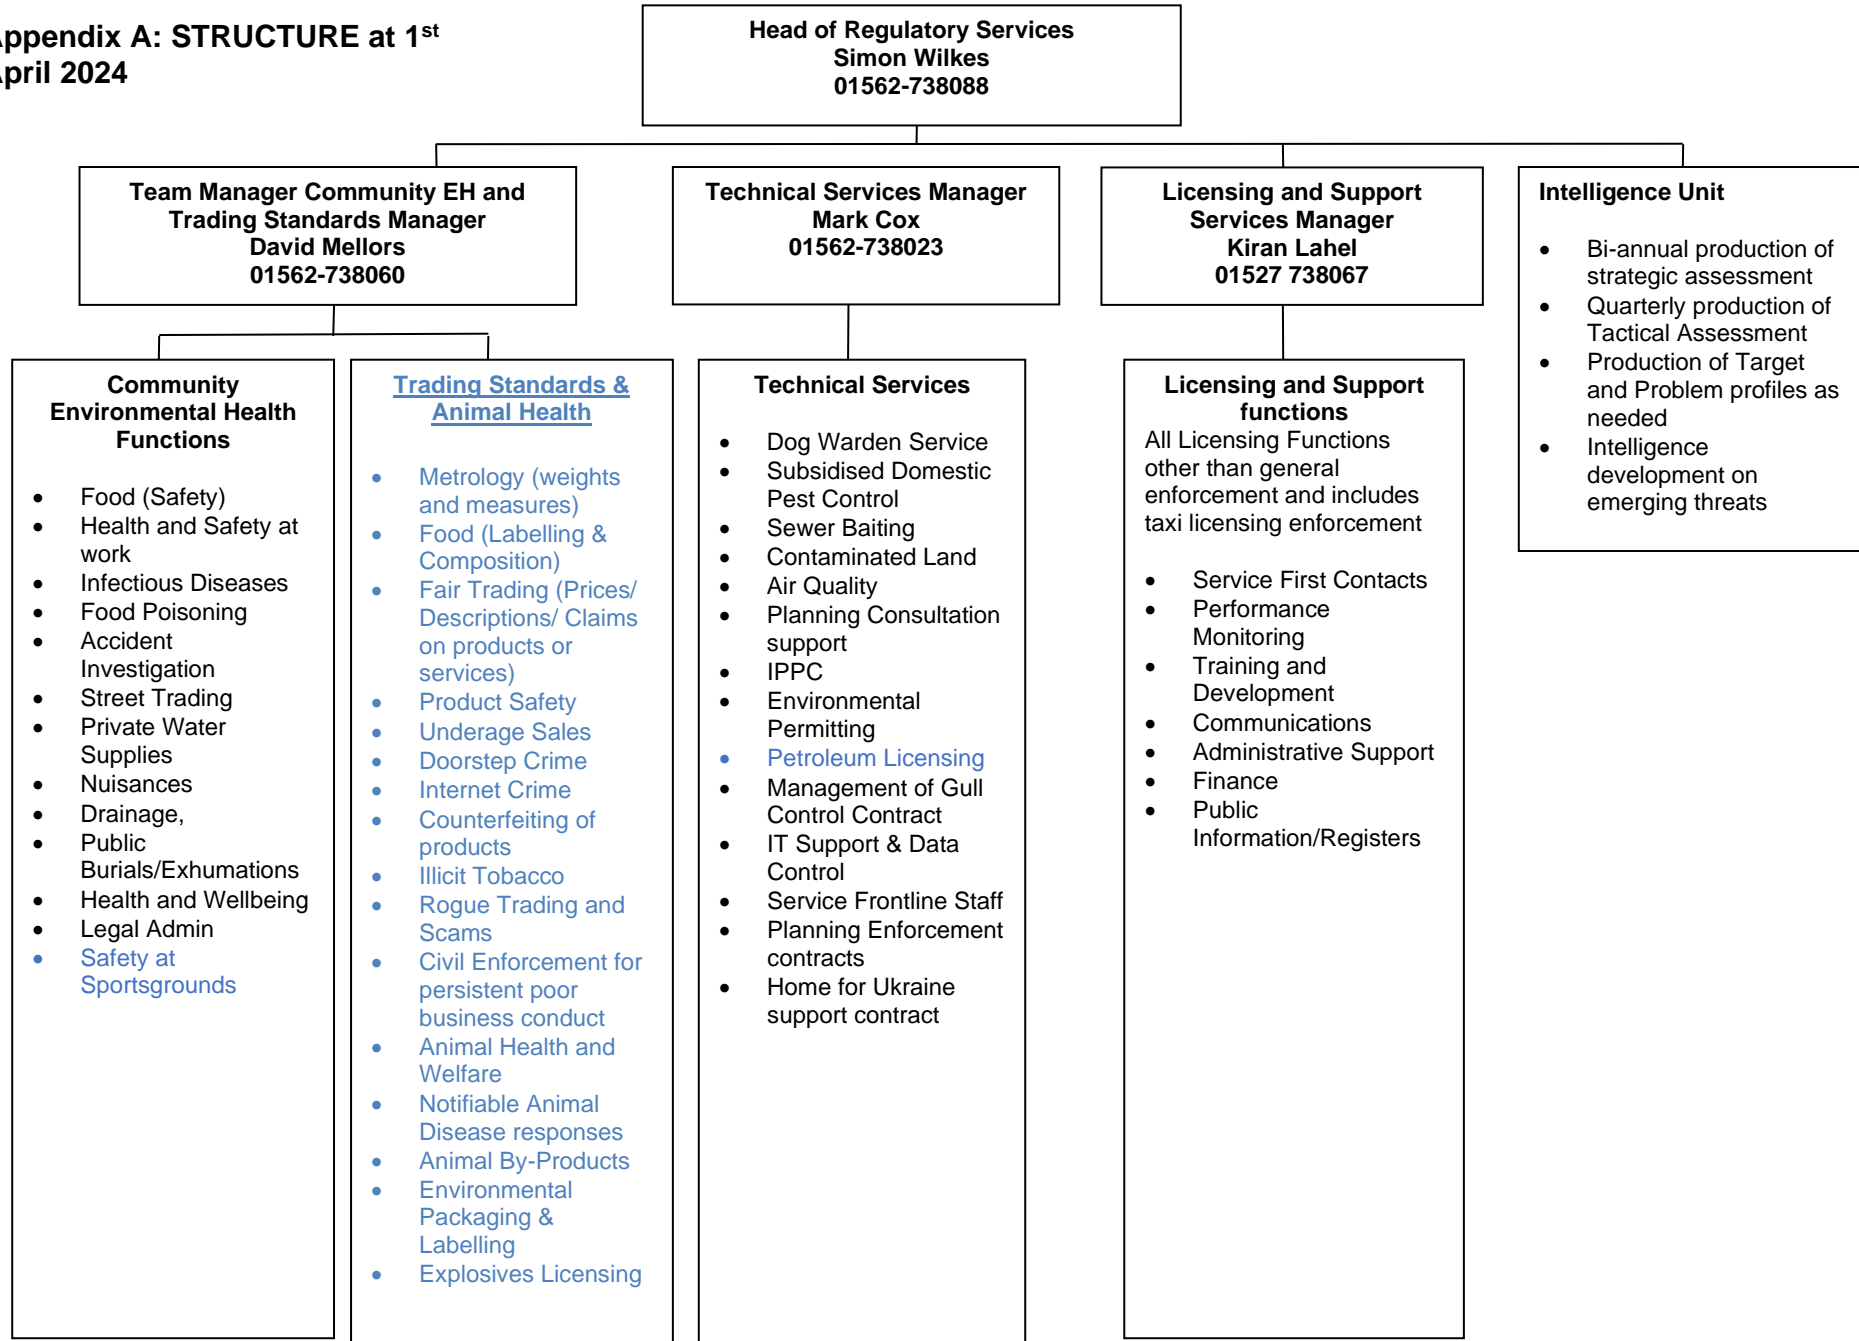 ppendix A: STRUCTURE at 1st
pril 2024
Head of Regulatory Services
Simon Wilkes
01562-738088
Team Manager Community EH and
Trading Standards Manager
David Mellors
01562-738060
Technical Services Manager
Mark Cox
01562-738023
Licensing and Support
Services Manager
Kiran Lahel
01527 738067
Intelligence Unit
• Bi-annual production of
strategic assessment
• Quarterly production of
Tactical Assessment
• Production of Target
and Problem profiles as
needed
• Intelligence
development on
emerging threats
Community
Environmental Health
Functions
• Food (Safety)
• Health and Safety at
work
• Infectious Diseases
• Food Poisoning
• Accident
Investigation
• Street Trading
• Private Water
Supplies
• Nuisances
• Drainage,
• Public
Burials/Exhumations
• Health and Wellbeing
• Legal Admin
• Safety at
Sportsgrounds
Trading Standards &
Animal Health
• Metrology (weights
and measures)
• Food (Labelling &
Composition)
• Fair Trading (Prices/
Descriptions/ Claims
on products or
services)
• Product Safety
• Underage Sales
• Doorstep Crime
• Internet Crime
• Counterfeiting of
products
• Illicit Tobacco
• Rogue Trading and
Scams
• Civil Enforcement for
persistent poor
business conduct
• Animal Health and
Welfare
• Notifiable Animal
Disease responses
• Animal By-Products
• Environmental
Packaging &
Labelling
• Explosives Licensing
Technical Services
• Dog Warden Service
• Subsidised Domestic
Pest Control
• Sewer Baiting
• Contaminated Land
• Air Quality
• Planning Consultation
support
• IPPC
• Environmental
Permitting
• Petroleum Licensing
• Management of Gull
Control Contract
• IT Support & Data
Control
• Service Frontline Staff
• Planning Enforcement
contracts
• Home for Ukraine
support contract
Licensing and Support
functions
All Licensing Functions
other than general
enforcement and includes
taxi licensing enforcement
• Service First Contacts
• Performance
Monitoring
• Training and
Development
• Communications
• Administrative Support
• Finance
• Public
Information/Registers